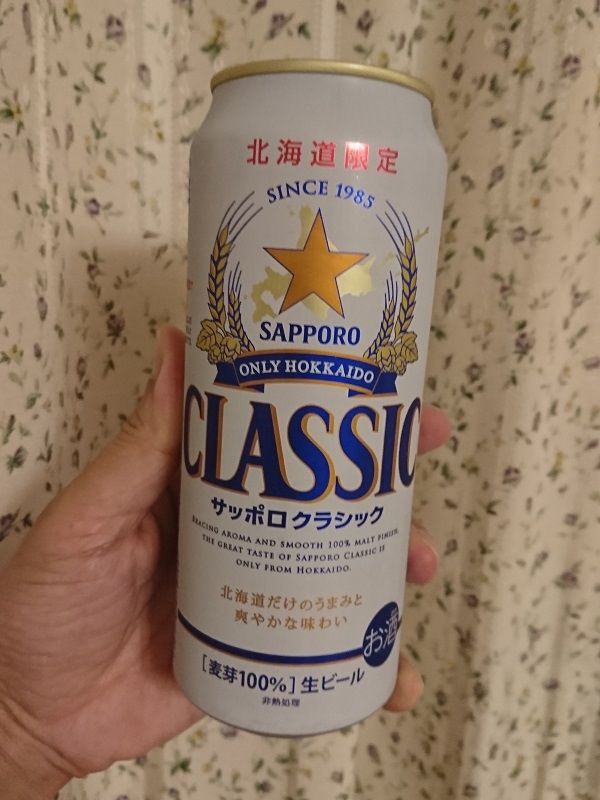 北海道限定
SINCE 1985
SAPPORO
ONLY HOKKAIDO
CLASSIC
サッポロ クラシック
BRACING AROMA AND SMOOTH 100% MALT FINISH,
THE GREAT TASTE OF SAPPORO CLASSIC IS
ONLY FROM HOKKAIDO.
北海道だけのうまみと
爽やかな味わい
お酒
[麦芽100%]生ビール
非熱処理